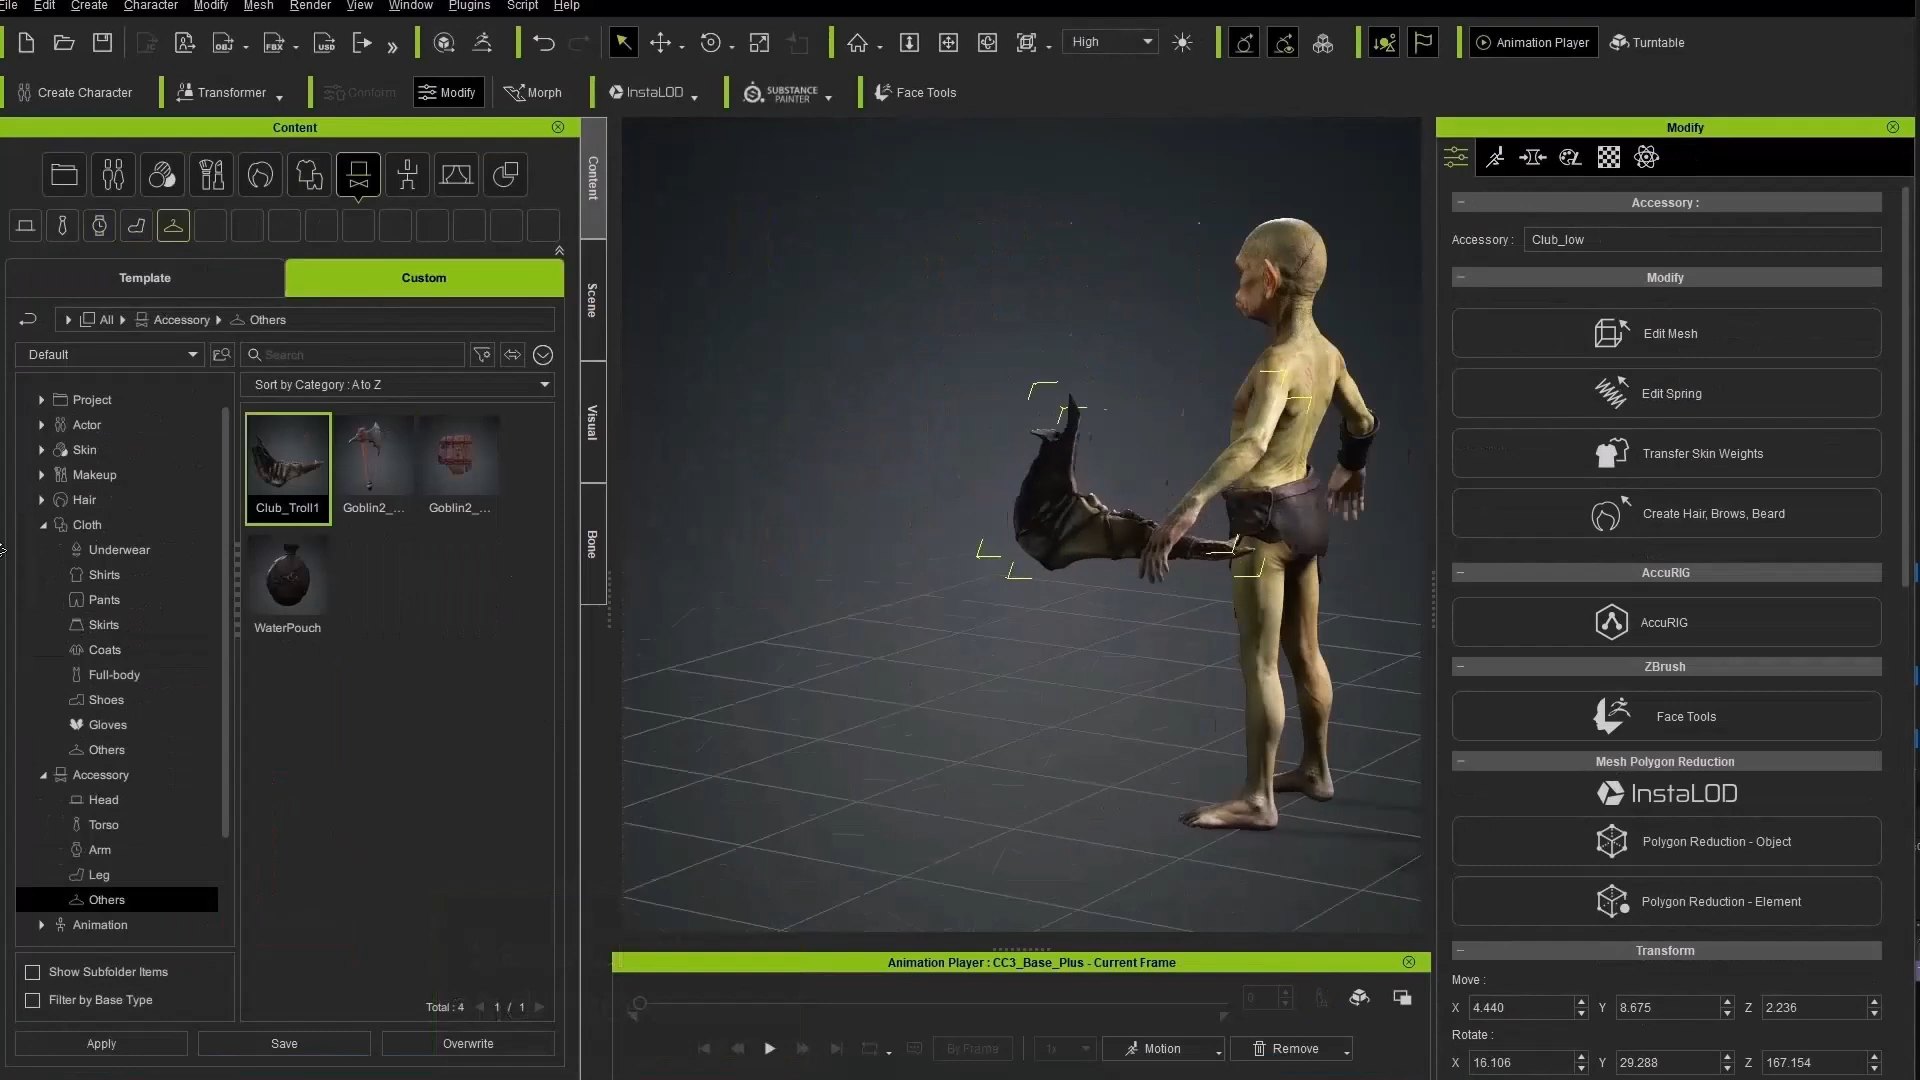 File Edit Create Character Modify Mesh Render View Window Plugins Script Help
OBJ FBX USD » High Animation Player Turntable
Create Character Transformer Conform Modify Morph InstaLOD SUBSTANCE PAINTER Face Tools
Content
Template Custom
All Accessory Others
Default Search
Sort by Category : A to Z
Project
Actor
Skin
Makeup
Hair
Cloth
Underwear
Shirts
Pants
Skirts
Coats
Full-body
Shoes
Gloves
Others
Accessory
Head
Torso
Arm
Leg
Others
Animation
Club_Troll1 Goblin2_... Goblin2_...
WaterPouch
Show Subfolder Items
Filter by Base Type
Total : 4 1 / 1
Apply Save Overwrite
Content
Scene
Visual
Bone
Animation Player : CC3_Base_Plus - Current Frame
0
By Frame 1x Motion Remove
Modify
Accessory :
Accessory : Club_low
Modify
Edit Mesh
Edit Spring
Transfer Skin Weights
Create Hair, Brows, Beard
AccuRIG
AccuRIG
ZBrush
Face Tools
Mesh Polygon Reduction
InstaLOD
Polygon Reduction - Object
Polygon Reduction - Element
Transform
Move :
X 4.440 Y 8.675 Z 2.236
Rotate :
X 16.106 Y 29.288 Z 167.154